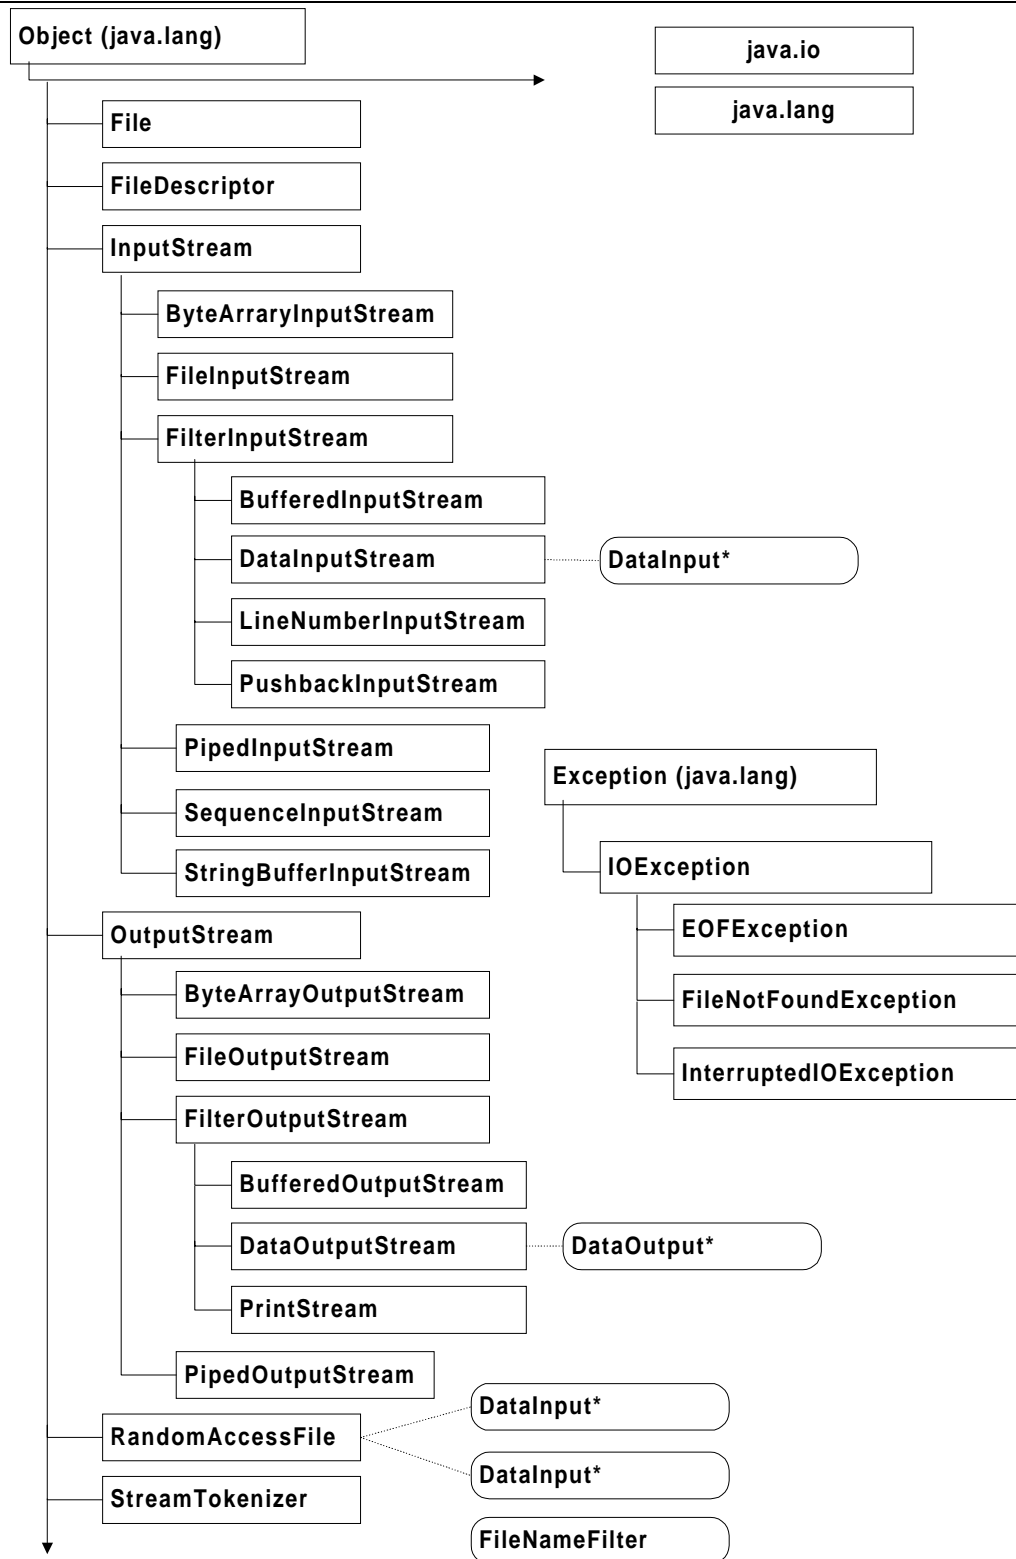 Object (java.lang)
java.io
java.lang
File
FileDescriptor
InputStream
ByteArraryInputStream
FileInputStream
FilterInputStream
BufferedInputStream
DataInputStream
DataInput*
LineNumberInputStream
PushbackInputStream
PipedInputStream
Exception (java.lang)
SequenceInputStream
IOException
StringBufferInputStream
OutputStream
EOFException
ByteArrayOutputStream
FileNotFoundException
FileOutputStream
InterruptedIOException
FilterOutputStream
BufferedOutputStream
DataOutputStream
DataOutput*
PrintStream
PipedOutputStream
DataInput*
RandomAccessFile
DataInput*
StreamTokenizer
FileNameFilter